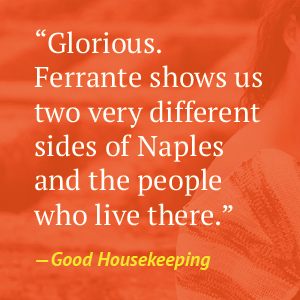 “Glorious.
Ferrante shows us
two very different
sides of Naples
and the people
who live there.”
—Good Housekeeping